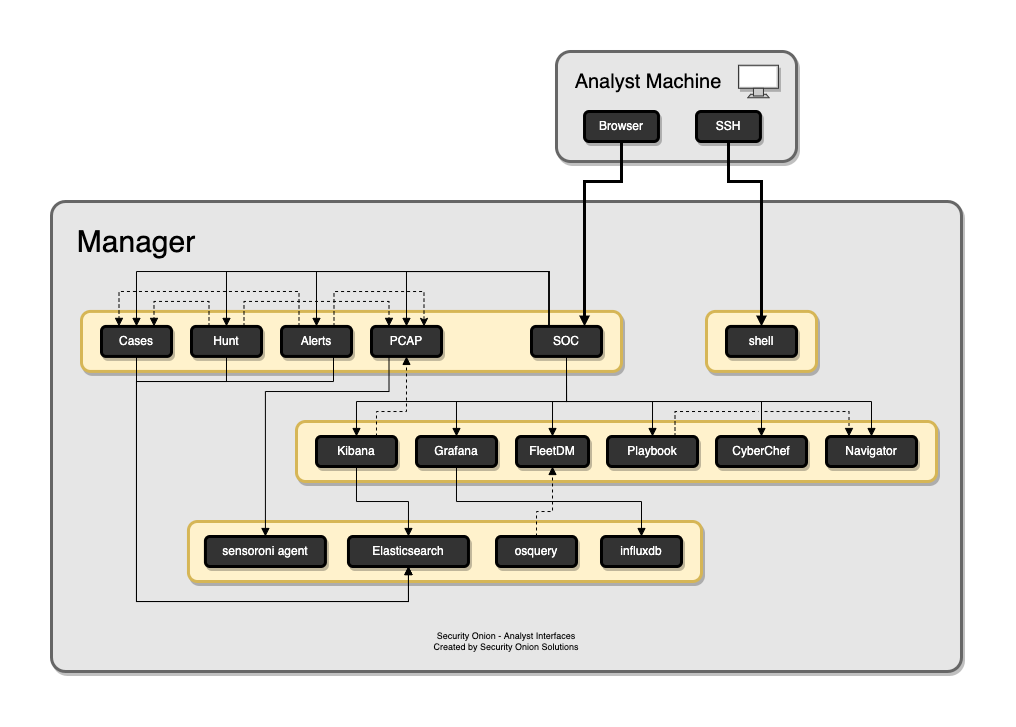 Analyst Machine
Browser
SSH
Manager
Cases
Hunt
Alerts
PCAP
SOC
shell
Kibana
Grafana
FleetDM
Playbook
CyberChef
Navigator
sensoroni agent
Elasticsearch
osquery
influxdb
Security Onion - Analyst Interfaces
Created by Security Onion Solutions